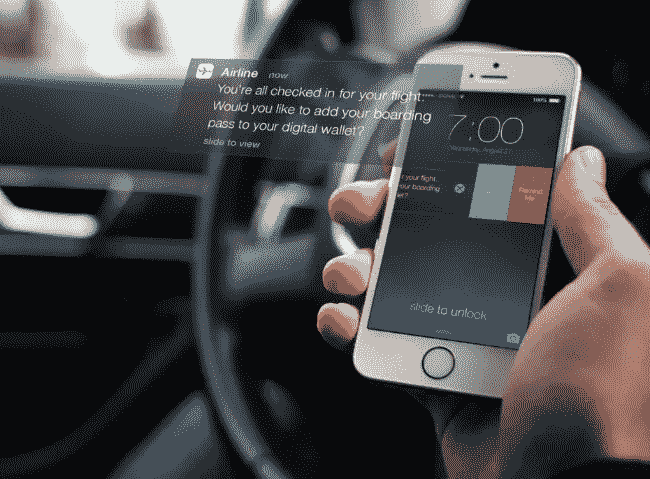 Airline now
You're all checked in for your flight.
Would you like to add your boarding
pass to your digital wallet?
slide to view
100%
7:00
your flight.
your boarding
Remind
Me
slide to unlock